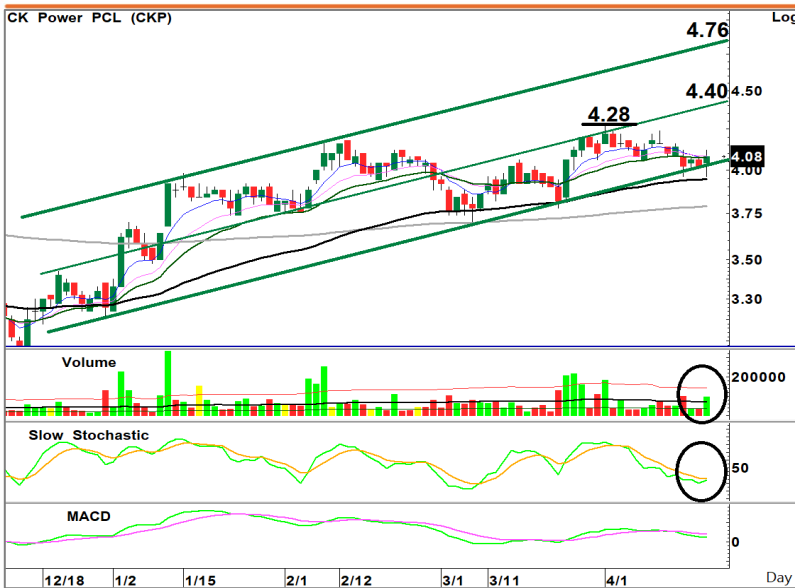 CK Power PCL (CKP)
Log
4.76
4.50
4.40
4.28
4.08
4.00
3.75
3.50
3.30
Volume
200000
Slow Stochastic
50
MACD
0
12/18 1/2 1/15 2/1 2/12 3/1 3/11 4/1 Day